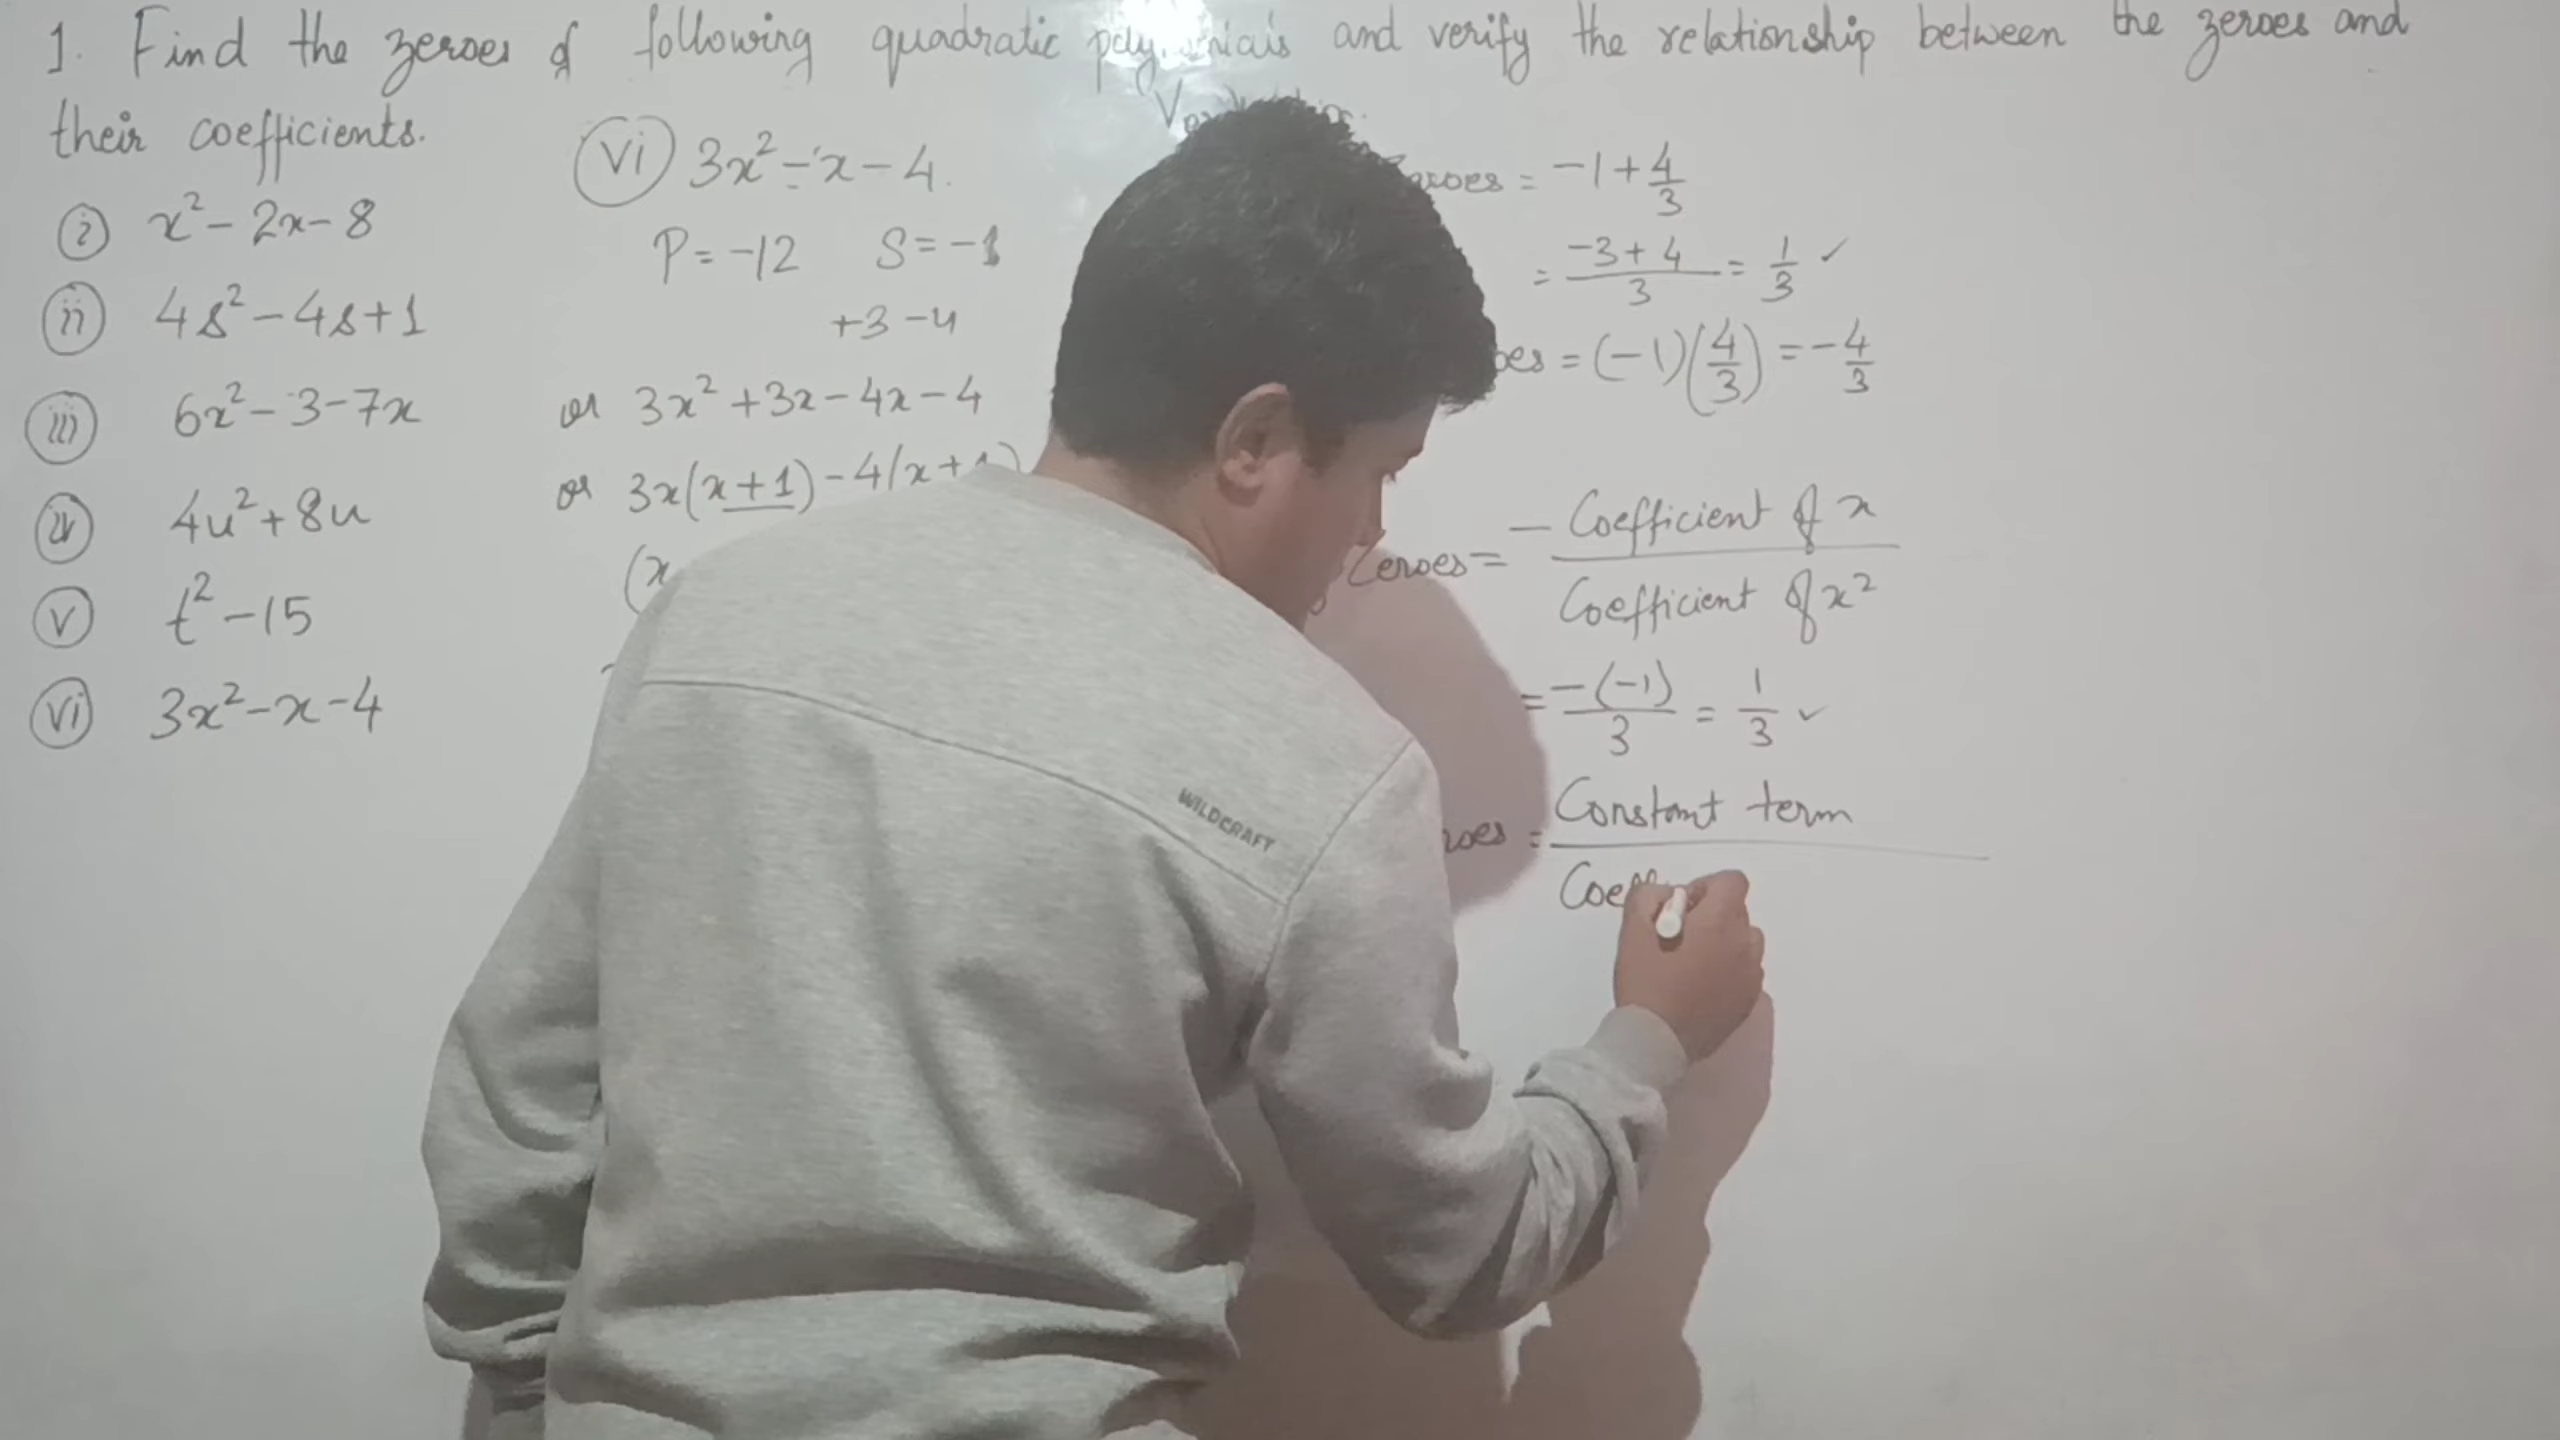 1. Find the zeroes of following quadratic and verify the relationship between the zeroes and
their coefficients.
(i) x² - 2x - 8
(ii) 4s² - 4s + 1
(iii) 6x² - 3 - 7x
(iv) 4u² + 8u
(v) t² - 15
(vi) 3x² - x - 4
(vi) 3x² - x - 4.
P = -12 S = -1
+3 -4
or 3x² + 3x - 4x - 4
or 3x(x+1) - 4(x+1)
(x
= -1 + 4/3
= (-3 + 4)/3 = 1/3 ✓
= (-1)(4/3) = -4/3
Zeroes = - Coefficient of x / Coefficient of x²
= -(-1)/3 = 1/3 ✓
= Constant term /
WILDCRAFT